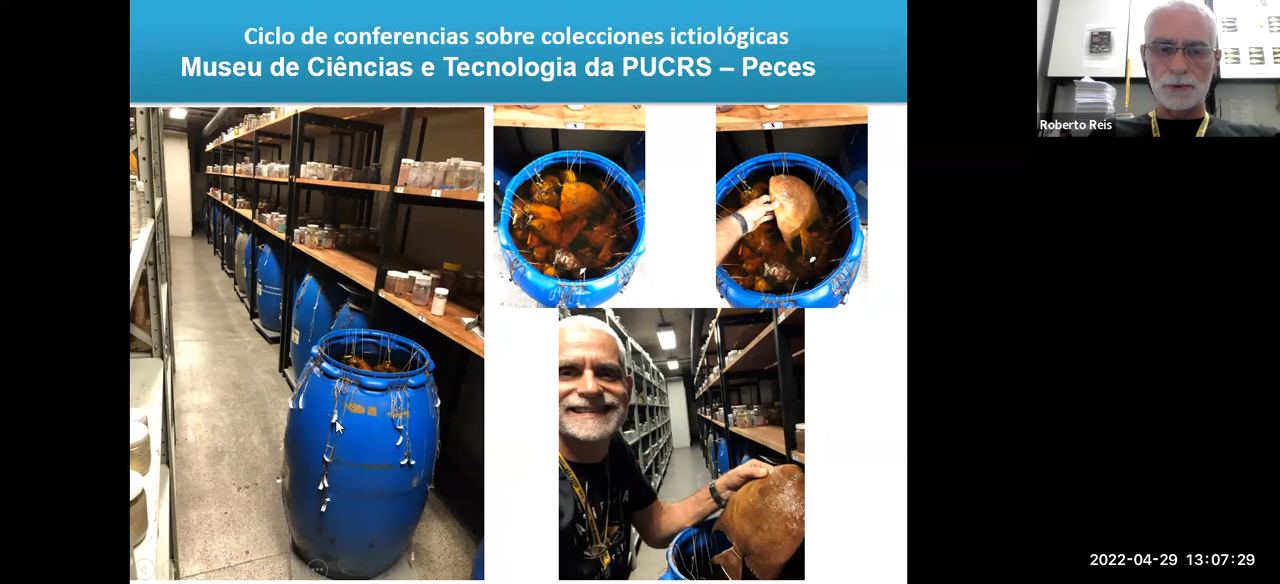 Ciclo de conferencias sobre colecciones ictiológicas
Museu de Ciências e Tecnologia da PUCRS – Peces
Roberto Reis
2022-04-29 13:07:29